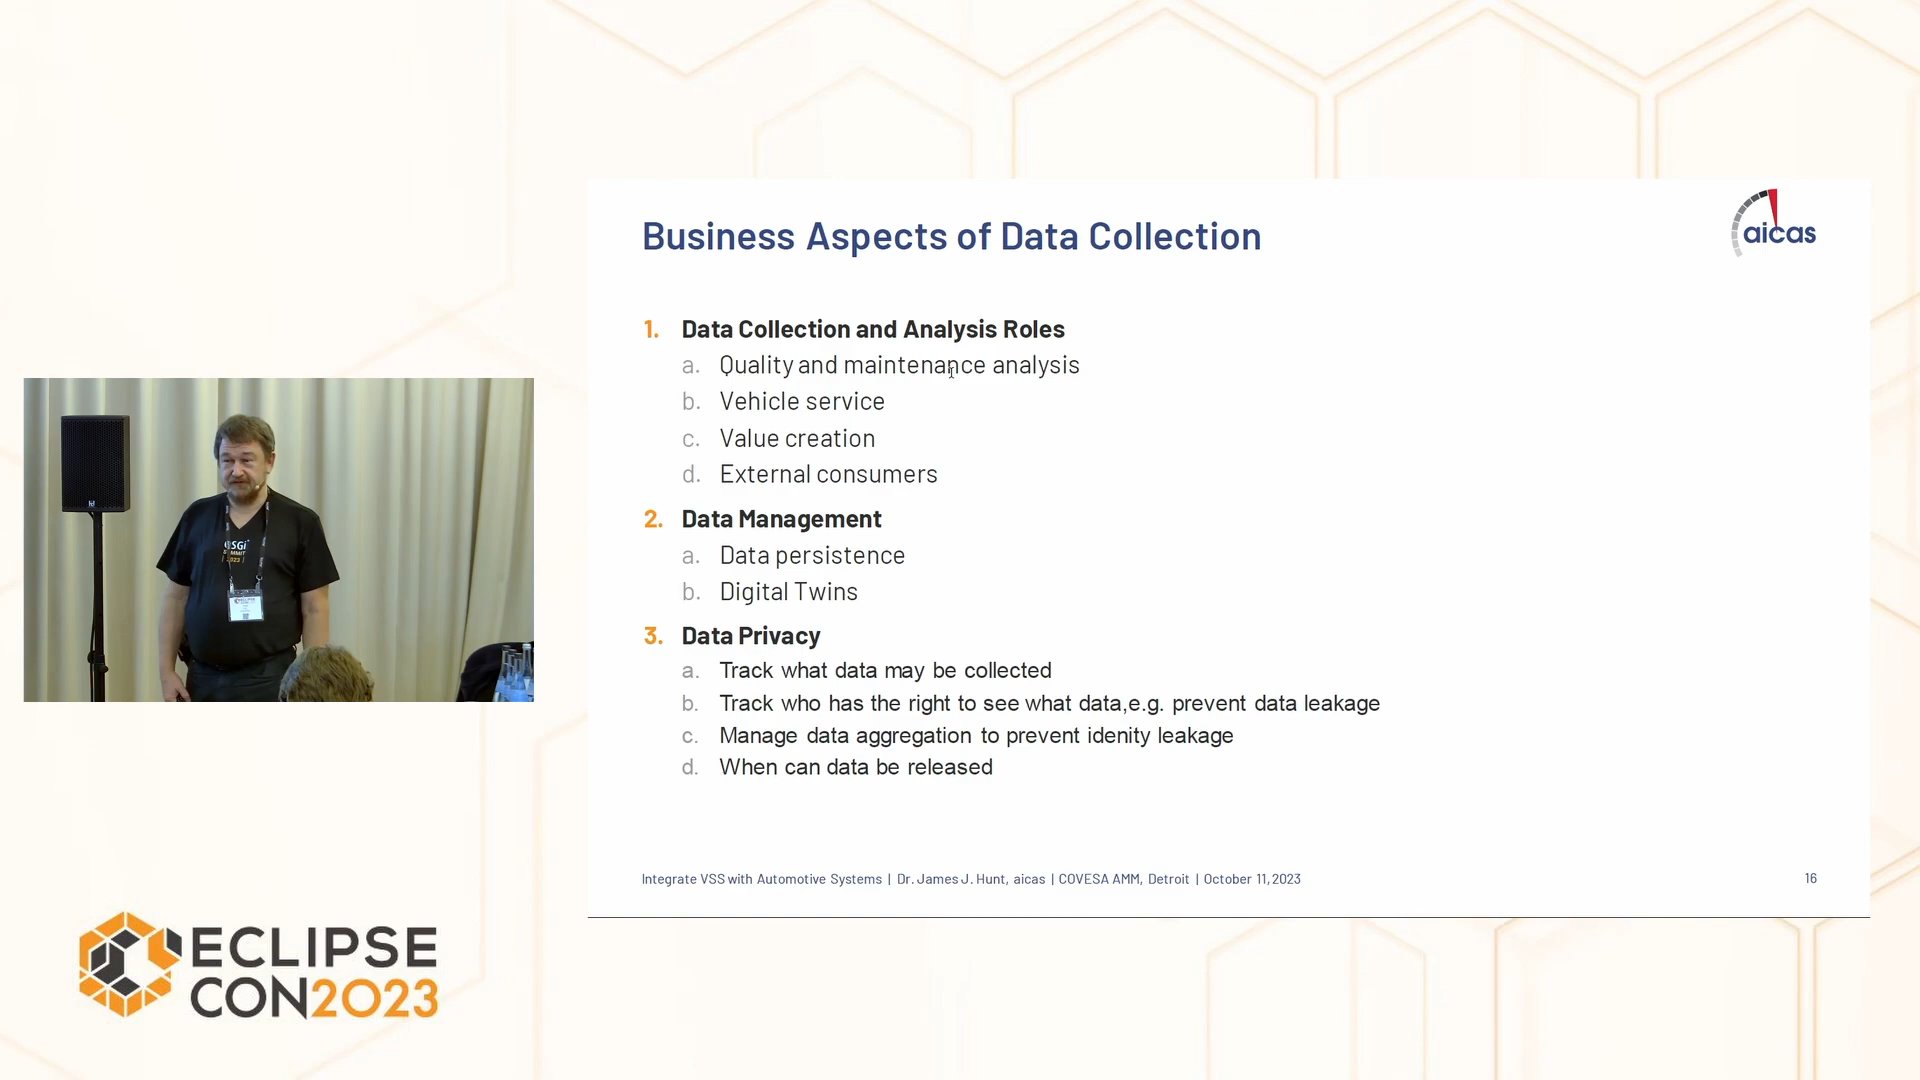 Business Aspects of Data Collection
aicas
1. Data Collection and Analysis Roles
a. Quality and maintenance analysis
b. Vehicle service
c. Value creation
d. External consumers
2. Data Management
a. Data persistence
b. Digital Twins
3. Data Privacy
a. Track what data may be collected
b. Track who has the right to see what data,e.g. prevent data leakage
c. Manage data aggregation to prevent idenity leakage
d. When can data be released
Integrate VSS with Automotive Systems | Dr. James J. Hunt, aicas | COVESA AMM, Detroit | October 11, 2023
16
SUMMIT
2023
ECLIPSE
ECLIPSE
CON2023